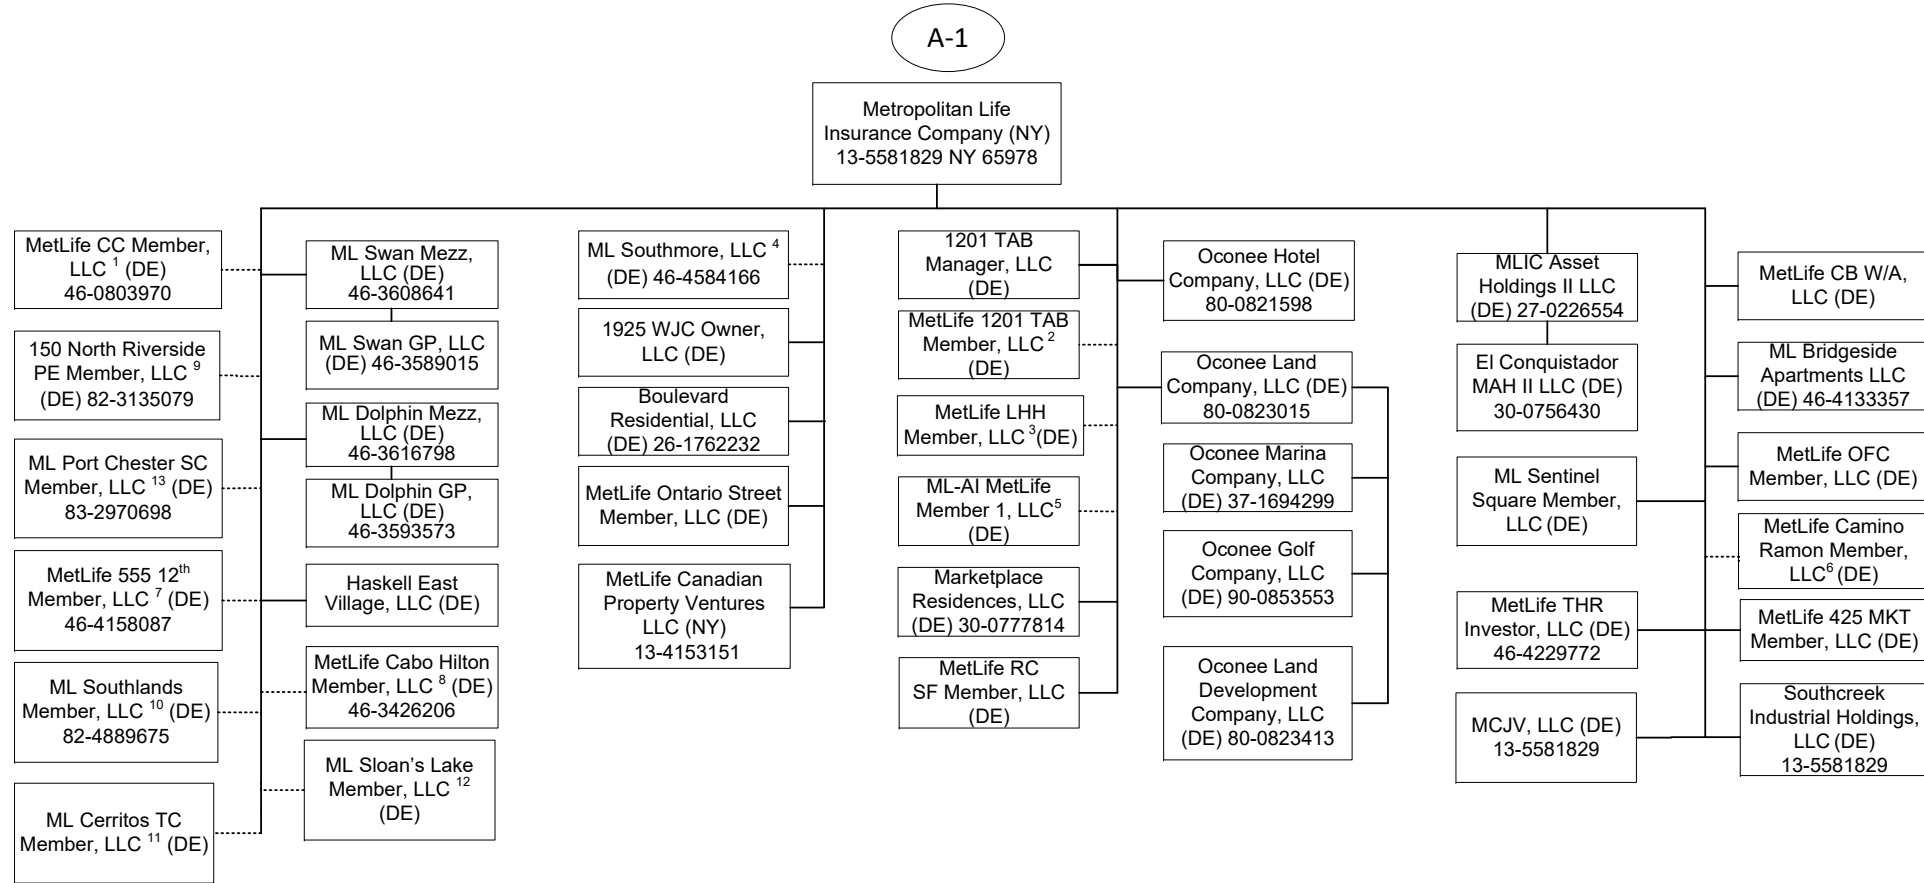 A-1
Metropolitan Life
Insurance Company (NY)
13-5581829 NY 65978
MetLife CC Member,
LLC 1 (DE)
46-0803970
150 North Riverside
PE Member, LLC 9
(DE) 82-3135079
ML Port Chester SC
Member, LLC 13 (DE)
83-2970698
MetLife 555 12th
Member, LLC 7 (DE)
46-4158087
ML Southlands
Member, LLC 10 (DE)
82-4889675
ML Cerritos TC
Member, LLC 11 (DE)
ML Swan Mezz,
LLC (DE)
46-3608641
ML Swan GP, LLC
(DE) 46-3589015
ML Dolphin Mezz,
LLC (DE)
46-3616798
ML Dolphin GP,
LLC (DE)
46-3593573
Haskell East
Village, LLC (DE)
MetLife Cabo Hilton
Member, LLC 8 (DE)
46-3426206
ML Sloan’s Lake
Member, LLC 12
(DE)
ML Southmore, LLC 4
(DE) 46-4584166
1925 WJC Owner,
LLC (DE)
Boulevard
Residential, LLC
(DE) 26-1762232
MetLife Ontario Street
Member, LLC (DE)
MetLife Canadian
Property Ventures
LLC (NY)
13-4153151
1201 TAB
Manager, LLC
(DE)
MetLife 1201 TAB
Member, LLC 2
(DE)
MetLife LHH
Member, LLC 3(DE)
ML-AI MetLife
Member 1, LLC5
(DE)
Marketplace
Residences, LLC
(DE) 30-0777814
MetLife RC
SF Member, LLC
(DE)
Oconee Hotel
Company, LLC (DE)
80-0821598
Oconee Land
Company, LLC (DE)
80-0823015
Oconee Marina
Company, LLC
(DE) 37-1694299
Oconee Golf
Company, LLC
(DE) 90-0853553
Oconee Land
Development
Company, LLC
(DE) 80-0823413
MLIC Asset
Holdings II LLC
(DE) 27-0226554
El Conquistador
MAH II LLC (DE)
30-0756430
ML Sentinel
Square Member,
LLC (DE)
MetLife THR
Investor, LLC (DE)
46-4229772
MCJV, LLC (DE)
13-5581829
MetLife CB W/A,
LLC (DE)
ML Bridgeside
Apartments LLC
(DE) 46-4133357
MetLife OFC
Member, LLC (DE)
MetLife Camino
Ramon Member,
LLC6 (DE)
MetLife 425 MKT
Member, LLC (DE)
Southcreek
Industrial Holdings,
LLC (DE)
13-5581829